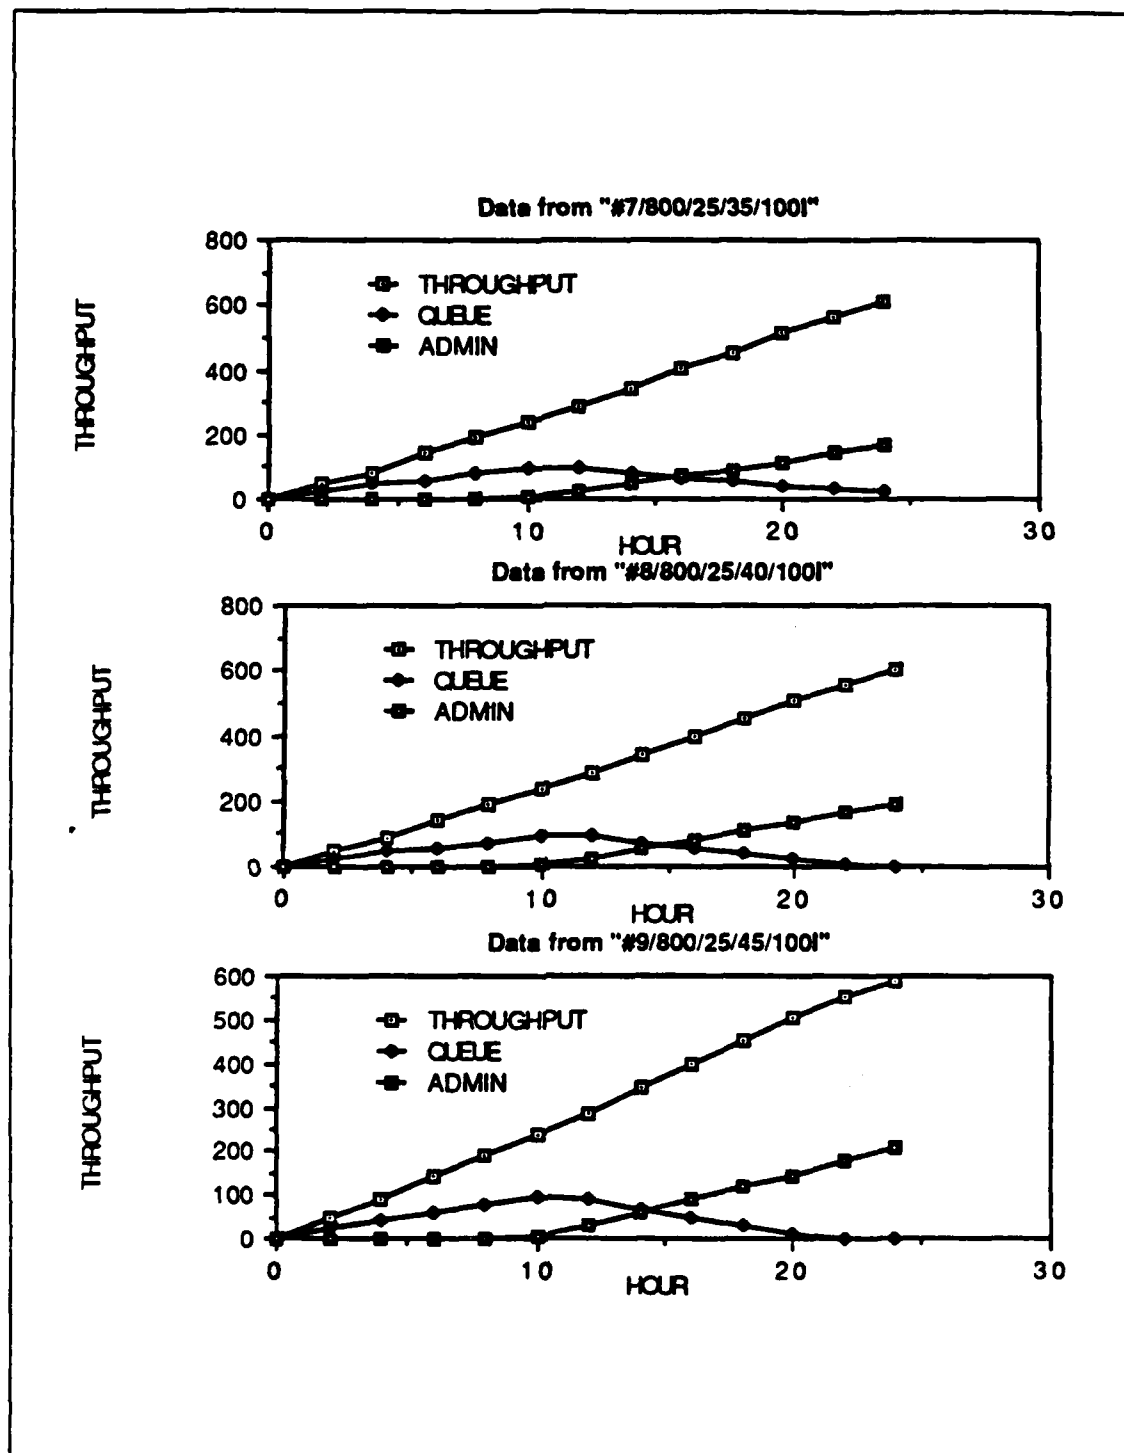 Data from "#7/800/25/35/100l"
800
600
400
200
0
THROUGHPUT
THROUGHPUT
QUEUE
ADMIN
0 10 20 30
HOUR
Data from "#8/800/25/40/100l"
800
600
400
200
0
THROUGHPUT
THROUGHPUT
QUEUE
ADMIN
0 10 20 30
HOUR
Data from "#9/800/25/45/100l"
600
500
400
300
200
100
0
THROUGHPUT
THROUGHPUT
QUEUE
ADMIN
0 10 20 30
HOUR